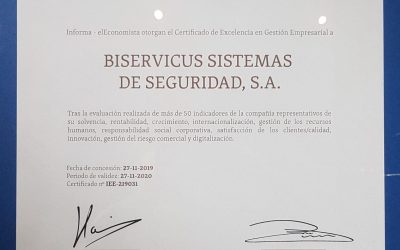 Informa - elEconomista otorgan el Certificado de Excelencia en Gestión Empresarial a
BISERVICUS SISTEMAS
DE SEGURIDAD, S.A.
Tras la evaluación realizada de más de 50 indicadores de la compañía representativos de
su solvencia, rentabilidad, crecimiento, internacionalización, gestión de los recursos
humanos, responsabilidad social corporativa, satisfacción de los clientes/calidad,
innovación, gestión del riesgo comercial y digitalización.
Fecha de concesión: 27-11-2019
Periodo de validez: 27-11-2020
Certificado nº IEE-219031